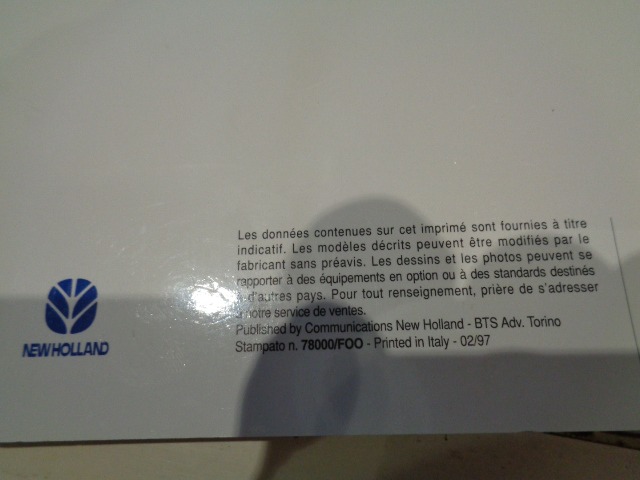 Les données contenues sur cet imprimé sont fournies à titre
indicatif. Les modèles décrits peuvent être modifiés par le
fabricant sans préavis. Les dessins et les photos peuvent se
rapporter à des équipements en option ou à des standards destinés
à d'autres pays. Pour tout renseignement, prière de s'adresser
à notre service de ventes.
Published by Communications New Holland - BTS Adv. Torino
Stampato n. 78000/FOO - Printed in Italy - 02/97
NEW HOLLAND